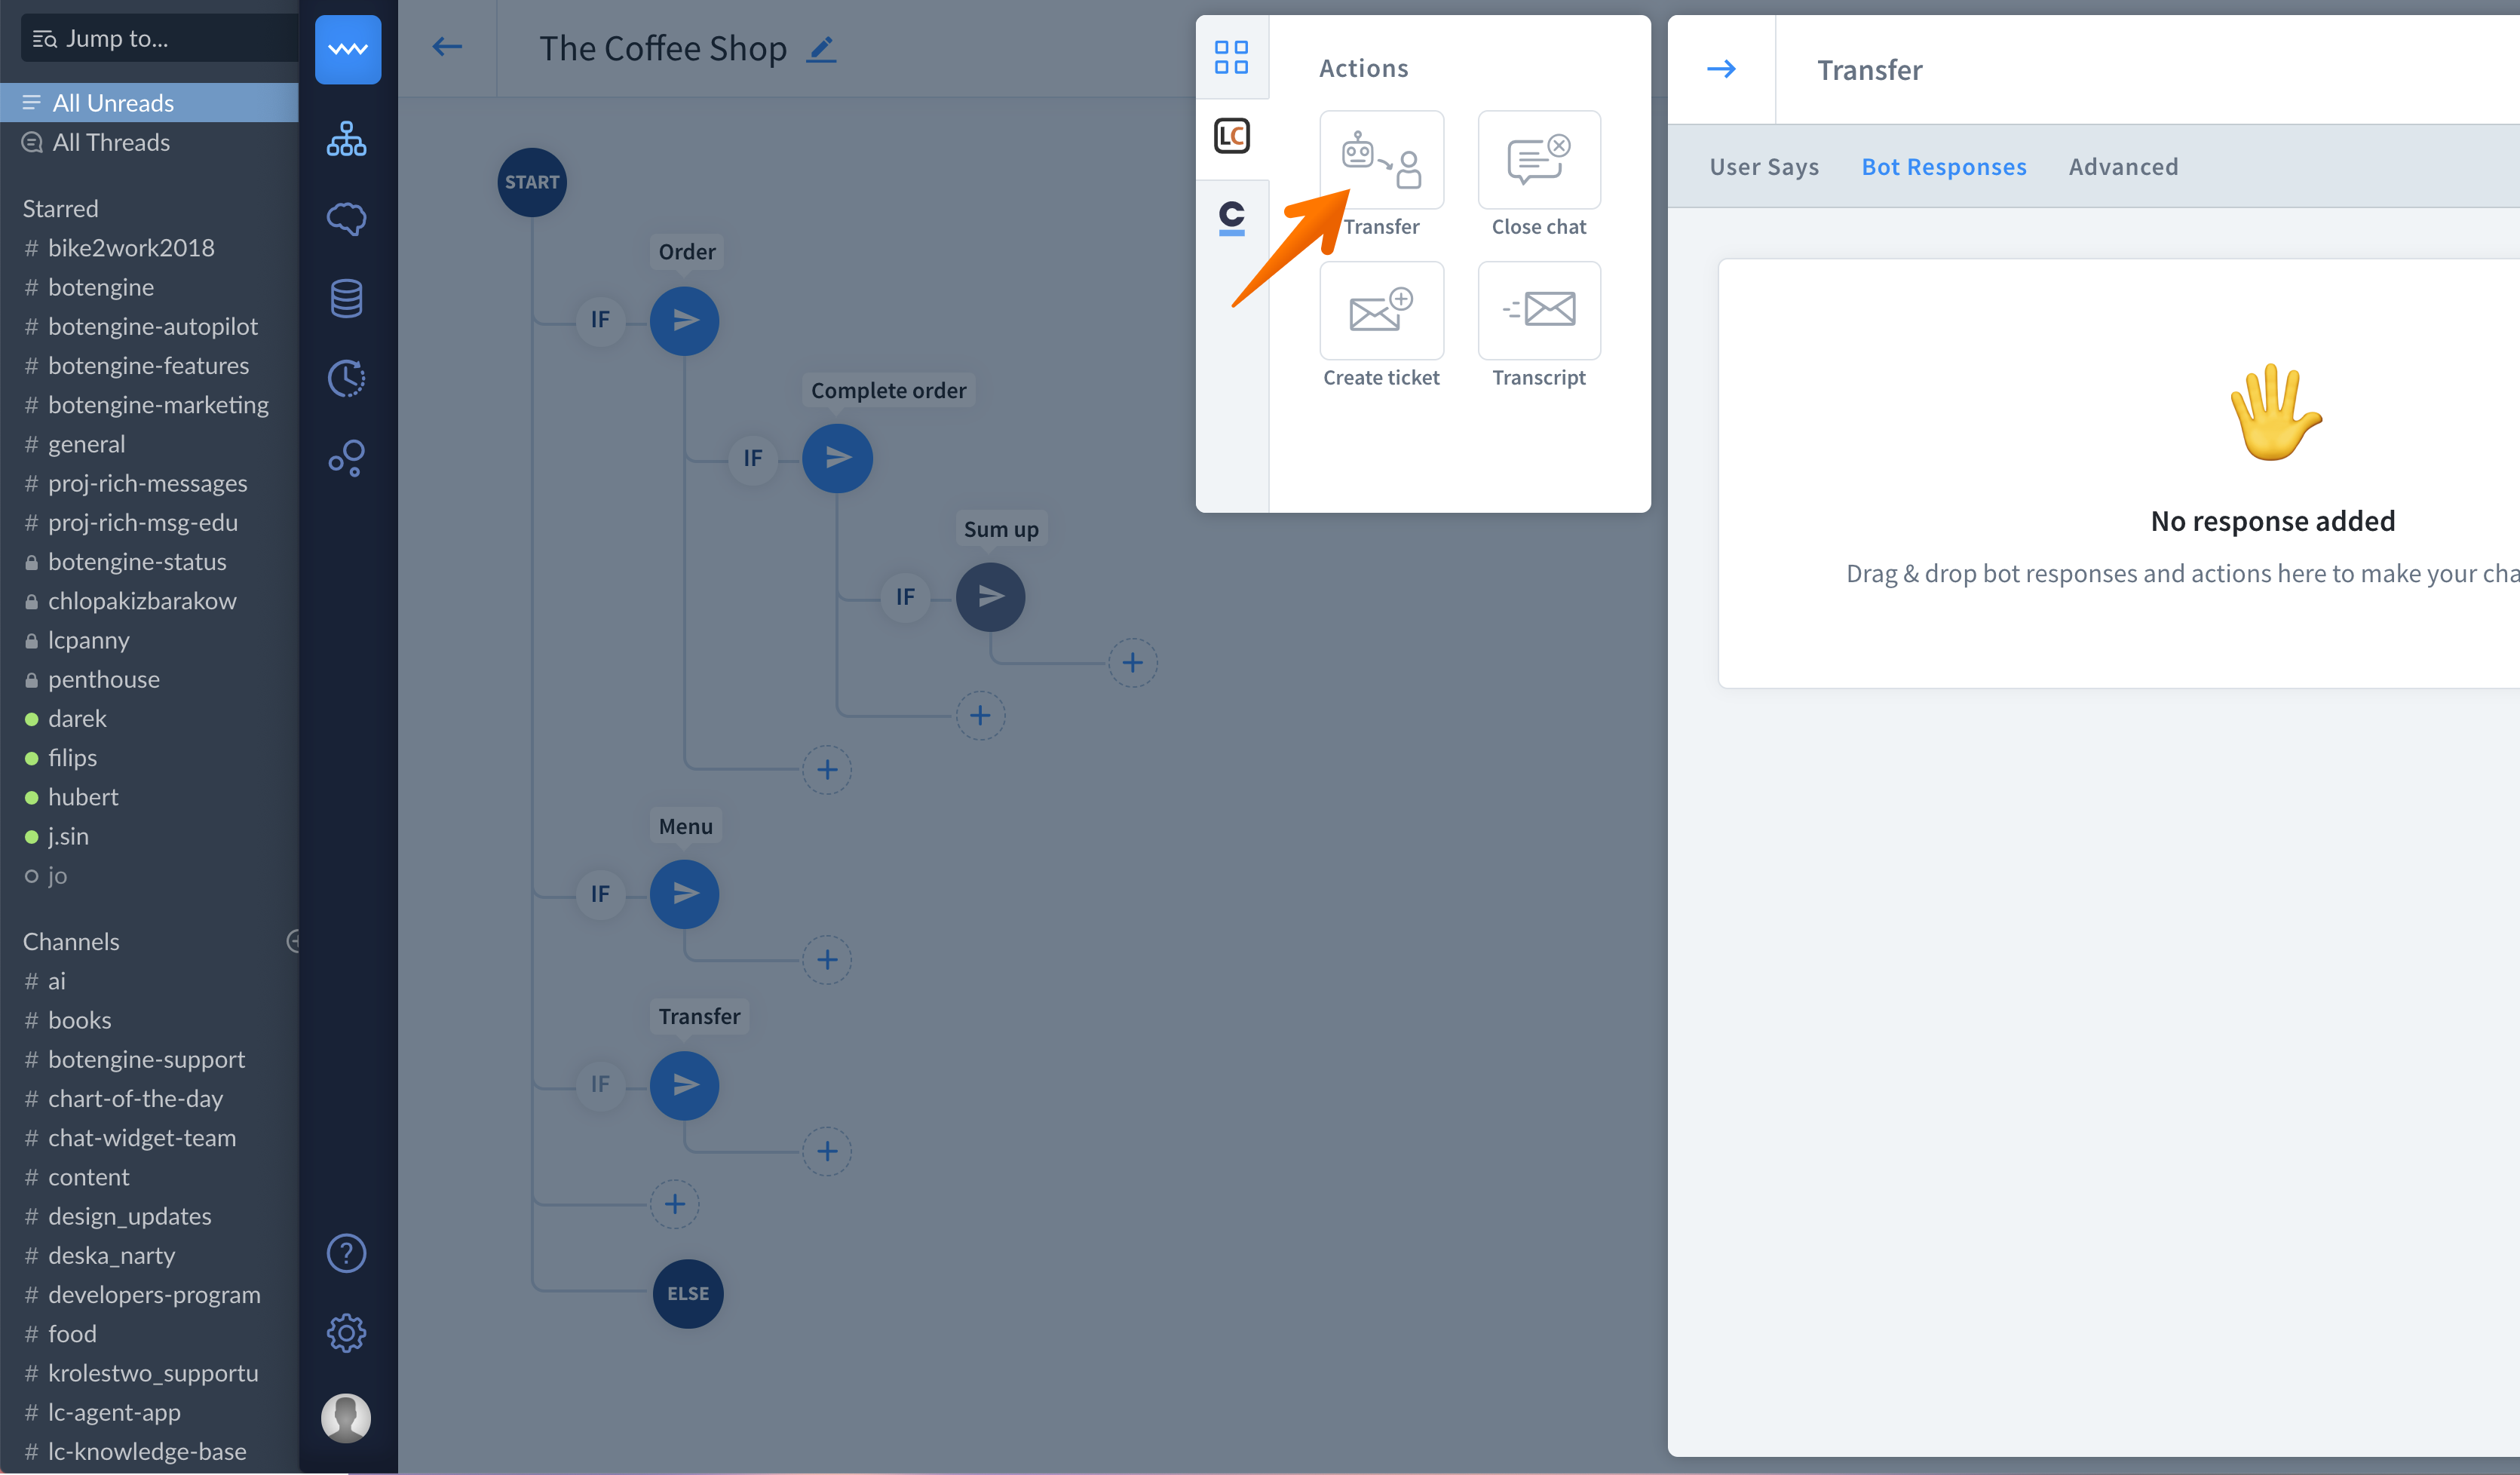 Jump to...
All Unreads
All Threads
Starred
# bike2work2018
# botengine
# botengine-autopilot
# botengine-features
# botengine-marketing
# general
# proj-rich-messages
# proj-rich-msg-edu
botengine-status
chlopakizbarakow
lcpanny
penthouse
darek
filips
hubert
j.sin
jo
Channels
# ai
# books
# botengine-support
# chart-of-the-day
# chat-widget-team
# content
# design_updates
# deska_narty
# developers-program
# food
# krolestwo_supportu
# lc-agent-app
# lc-knowledge-base
The Coffee Shop
START
Order
IF
Complete order
IF
Sum up
IF
Menu
IF
Transfer
IF
ELSE
LC
C
Actions
Transfer
Close chat
Create ticket
Transcript
Transfer
User Says
Bot Responses
Advanced
No response added
Drag & drop bot responses and actions here to make your cha